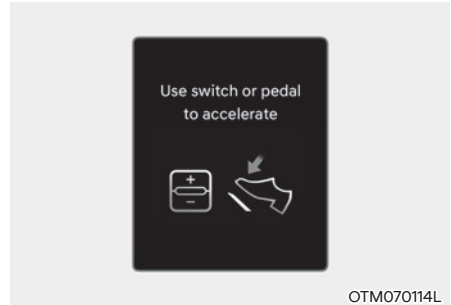 Use switch or pedal
to accelerate
+
−
OTM070114L